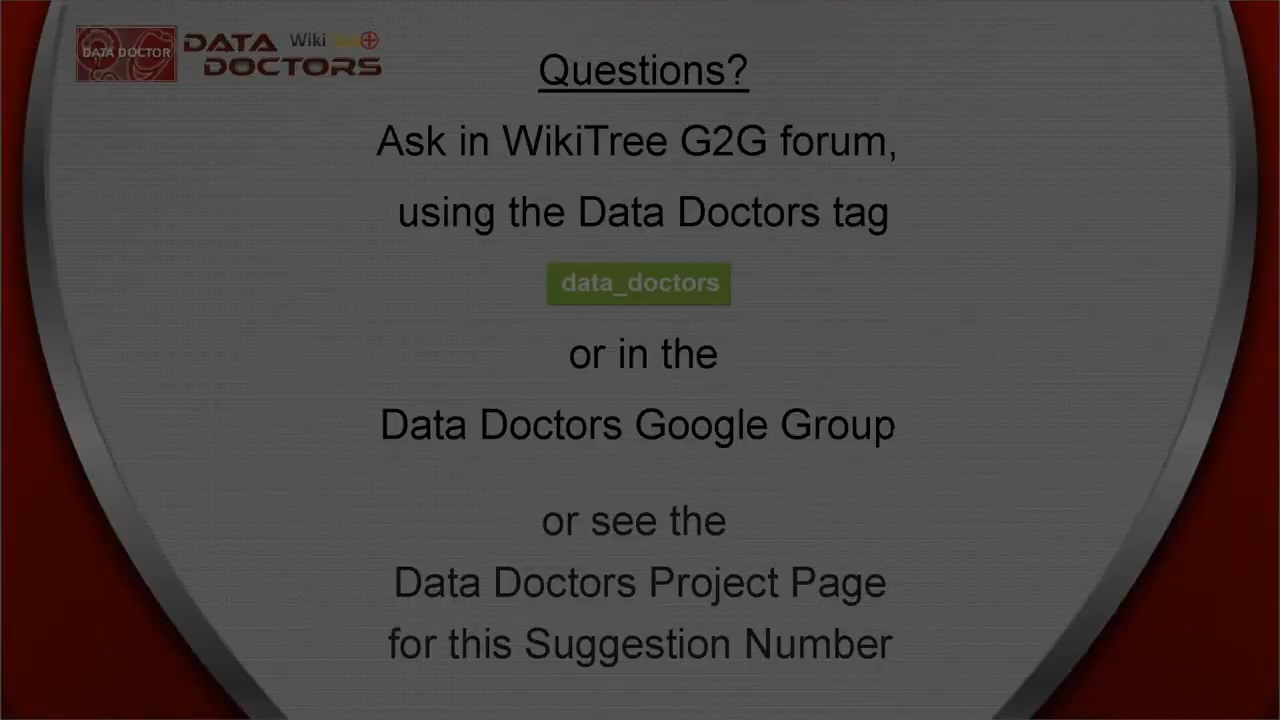 DATA DOCTOR
DATA
DOCTORS
WikiTree
Questions?
Ask in WikiTree G2G forum,
using the Data Doctors tag
data_doctors
or in the
Data Doctors Google Group
or see the
Data Doctors Project Page
for this Suggestion Number